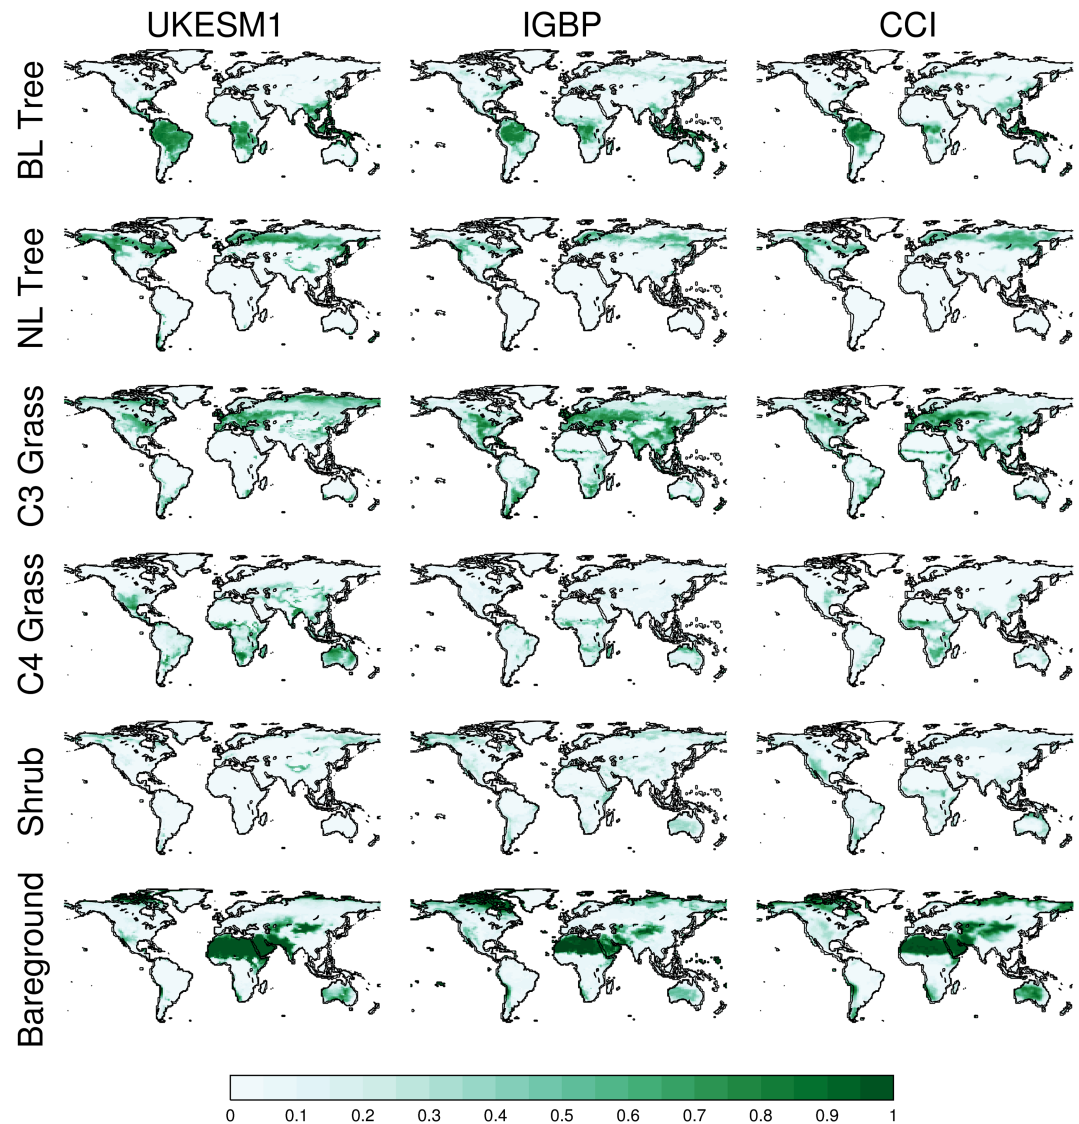 UKESM1 IGBP CCI
BL Tree
NL Tree
C3 Grass
C4 Grass
Shrub
Bareground
0 0.1 0.2 0.3 0.4 0.5 0.6 0.7 0.8 0.9 1